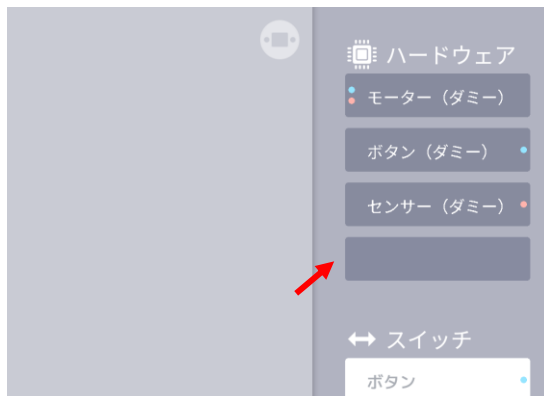 ハードウェア
モーター（ダミー）
ボタン（ダミー）
センサー（ダミー）
スイッチ
ボタン